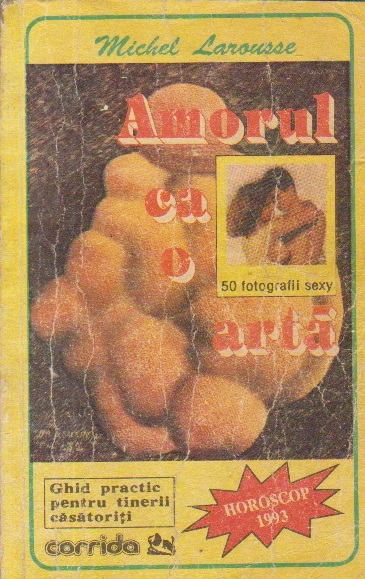 Michel Larousse
Amorul
ca
o
artă
50 fotografii sexy
Ghid practic
pentru tinerii
căsătoriți
corrida
HOROSCOP
1993